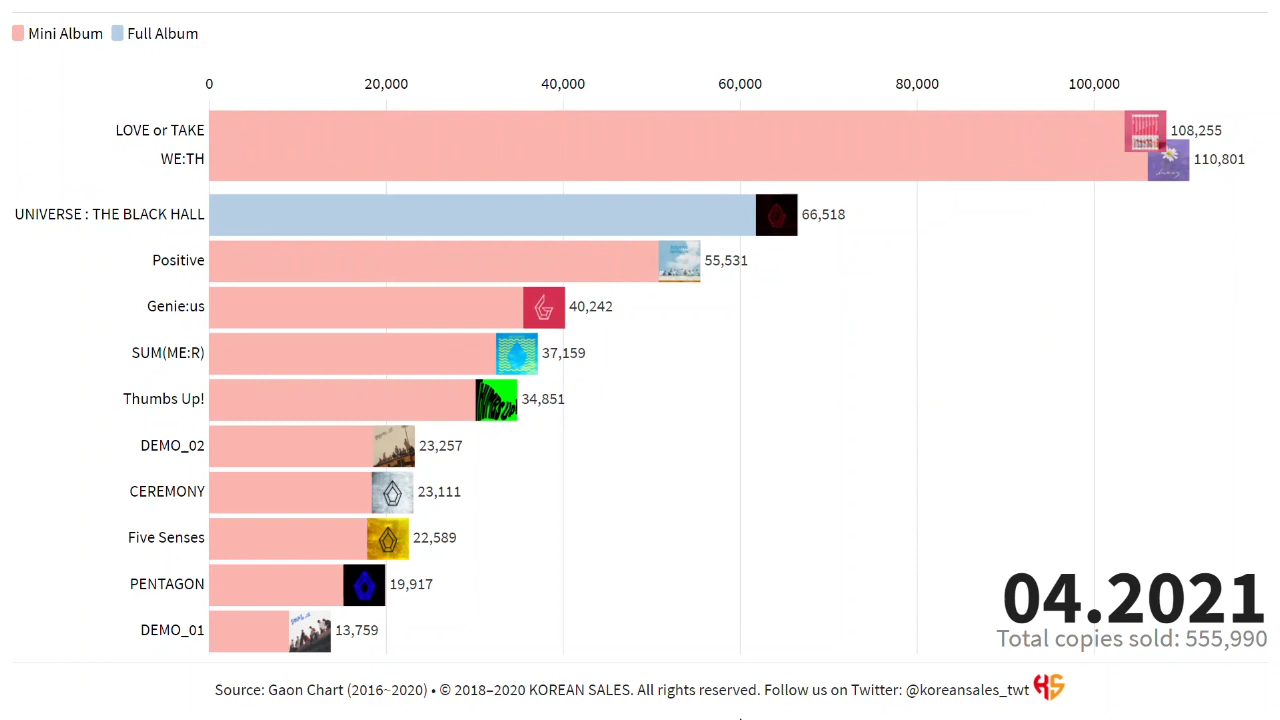 Mini Album Full Album
0 20,000 40,000 60,000 80,000 100,000
LOVE or TAKE 108,255
WE:TH 110,801
UNIVERSE : THE BLACK HALL 66,518
Positive 55,531
Genie:us 40,242
SUM(ME:R) 37,159
Thumbs Up! 34,851
DEMO_02 23,257
CEREMONY 23,111
Five Senses 22,589
PENTAGON 19,917
DEMO_01 13,759
04.2021
Total copies sold: 555,990
Source: Gaon Chart (2016~2020) • © 2018–2020 KOREAN SALES. All rights reserved. Follow us on Twitter: @koreansales_twt KS